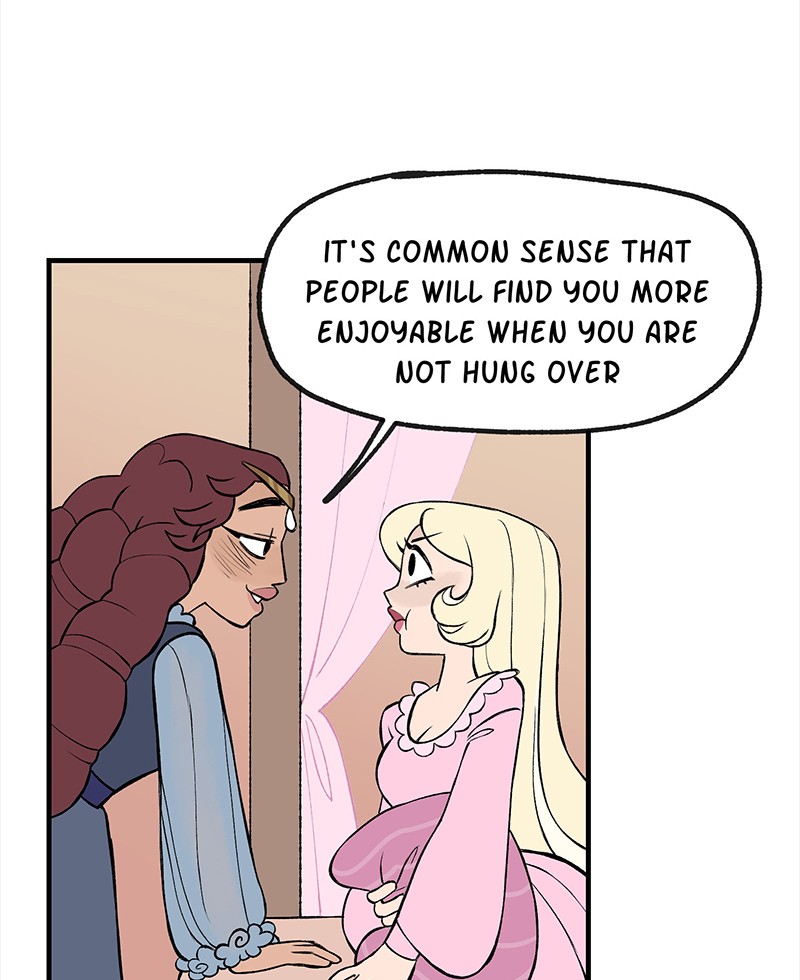 IT'S COMMON SENSE THAT
PEOPLE WILL FIND YOU MORE
ENJOYABLE WHEN YOU ARE
NOT HUNG OVER